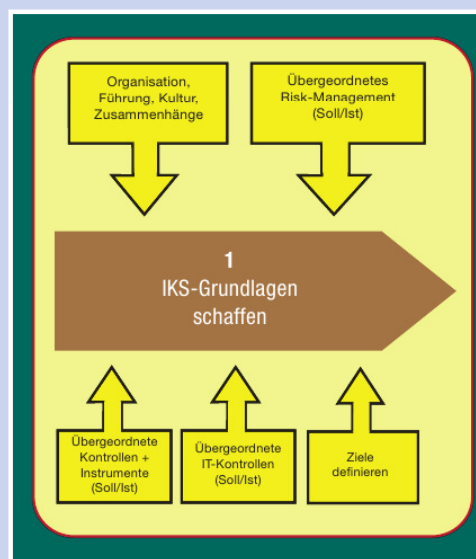 Organisation,
Führung, Kultur,
Zusammenhänge
Übergeordnetes
Risk-Management
(Soll/Ist)
1
IKS-Grundlagen
schaffen
Übergeordnete
Kontrollen +
Instrumente
(Soll/Ist)
Übergeordnete
IT-Kontrollen
(Soll/Ist)
Ziele
definieren